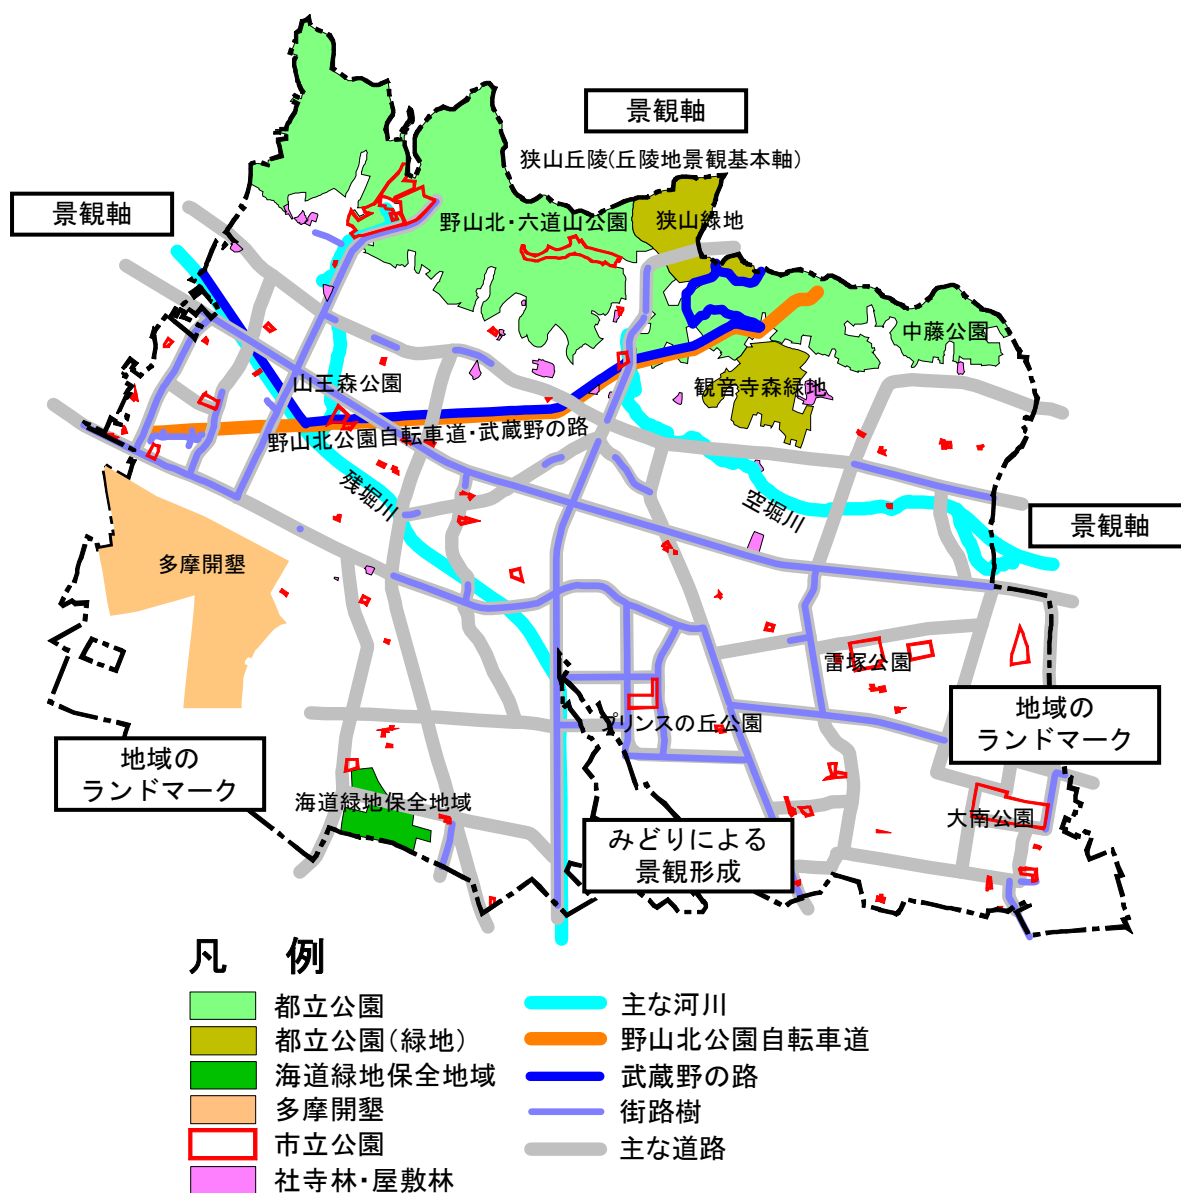 景観軸
狭山丘陵(丘陵地景観基本軸)
景観軸
野山北・六道山公園
狭山緑地
中藤公園
山王森公園
観音寺森緑地
野山北公園自転車道・武蔵野の路
残堀川
空堀川
景観軸
多摩開墾
雷塚公園
プリンスの丘公園
地域の
ランドマーク
地域の
ランドマーク
海道緑地保全地域
大南公園
みどりによる
景観形成
凡　例
都立公園
都立公園(緑地)
海道緑地保全地域
多摩開墾
市立公園
社寺林・屋敷林
主な河川
野山北公園自転車道
武蔵野の路
街路樹
主な道路